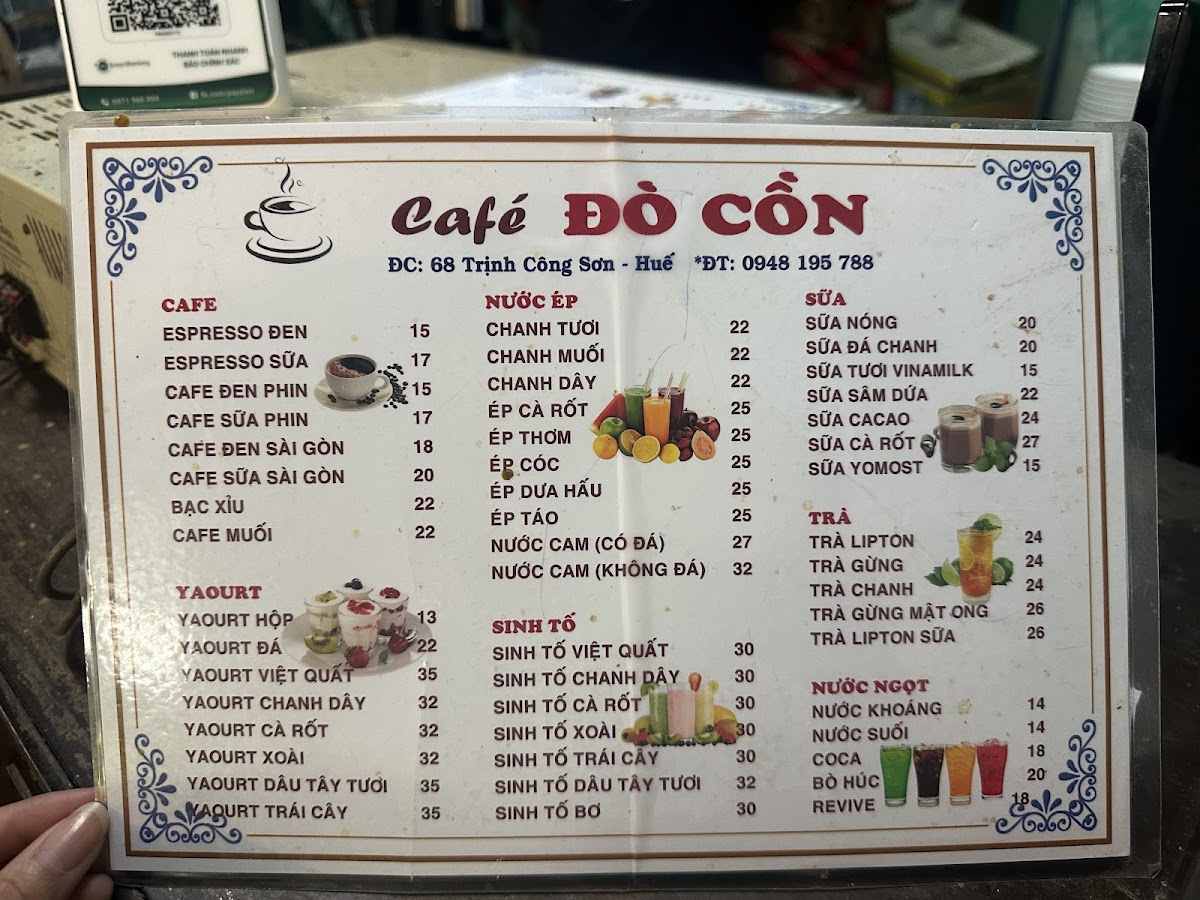 THANH TOÁN NHANH
BÁO CHÍNH XÁC
Café ĐÒ CỒN
ĐC: 68 Trịnh Công Sơn - Huế *ĐT: 0948 195 788
CAFE
ESPRESSO ĐEN 15
ESPRESSO SỮA 17
CAFE ĐEN PHIN 15
CAFE SỮA PHIN 17
CAFE ĐEN SÀI GÒN 18
CAFE SỮA SÀI GÒN 20
BẠC XỈU 22
CAFE MUỐI 22
YAOURT
YAOURT HỘP 13
YAOURT ĐÁ 22
YAOURT VIỆT QUẤT 35
YAOURT CHANH DÂY 32
YAOURT CÀ RỐT 32
YAOURT XOÀI 32
YAOURT DÂU TÂY TƯƠI 35
YAOURT TRÁI CÂY 35
NƯỚC ÉP
CHANH TƯƠI 22
CHANH MUỐI 22
CHANH DÂY 22
ÉP CÀ RỐT 25
ÉP THƠM 25
ÉP CÓC 25
ÉP DƯA HẤU 25
ÉP TÁO 25
NƯỚC CAM (CÓ ĐÁ) 27
NƯỚC CAM (KHÔNG ĐÁ) 32
SINH TỐ
SINH TỐ VIỆT QUẤT 30
SINH TỐ CHANH DÂY 30
SINH TỐ CÀ RỐT 30
SINH TỐ XOÀI 30
SINH TỐ TRÁI CÂY 30
SINH TỐ DÂU TÂY TƯƠI 32
SINH TỐ BƠ 30
SỮA
SỮA NÓNG 20
SỮA ĐÁ CHANH 20
SỮA TƯƠI VINAMILK 15
SỮA SÂM DỨA 22
SỮA CACAO 24
SỮA CÀ RỐT 27
SỮA YOMOST 15
TRÀ
TRÀ LIPTON 24
TRÀ GỪNG 24
TRÀ CHANH 24
TRÀ GỪNG MẬT ONG 26
TRÀ LIPTON SỮA 26
NƯỚC NGỌT
NƯỚC KHOÁNG 14
NƯỚC SUỐI 14
COCA 18
BÒ HÚC 20
REVIVE 18